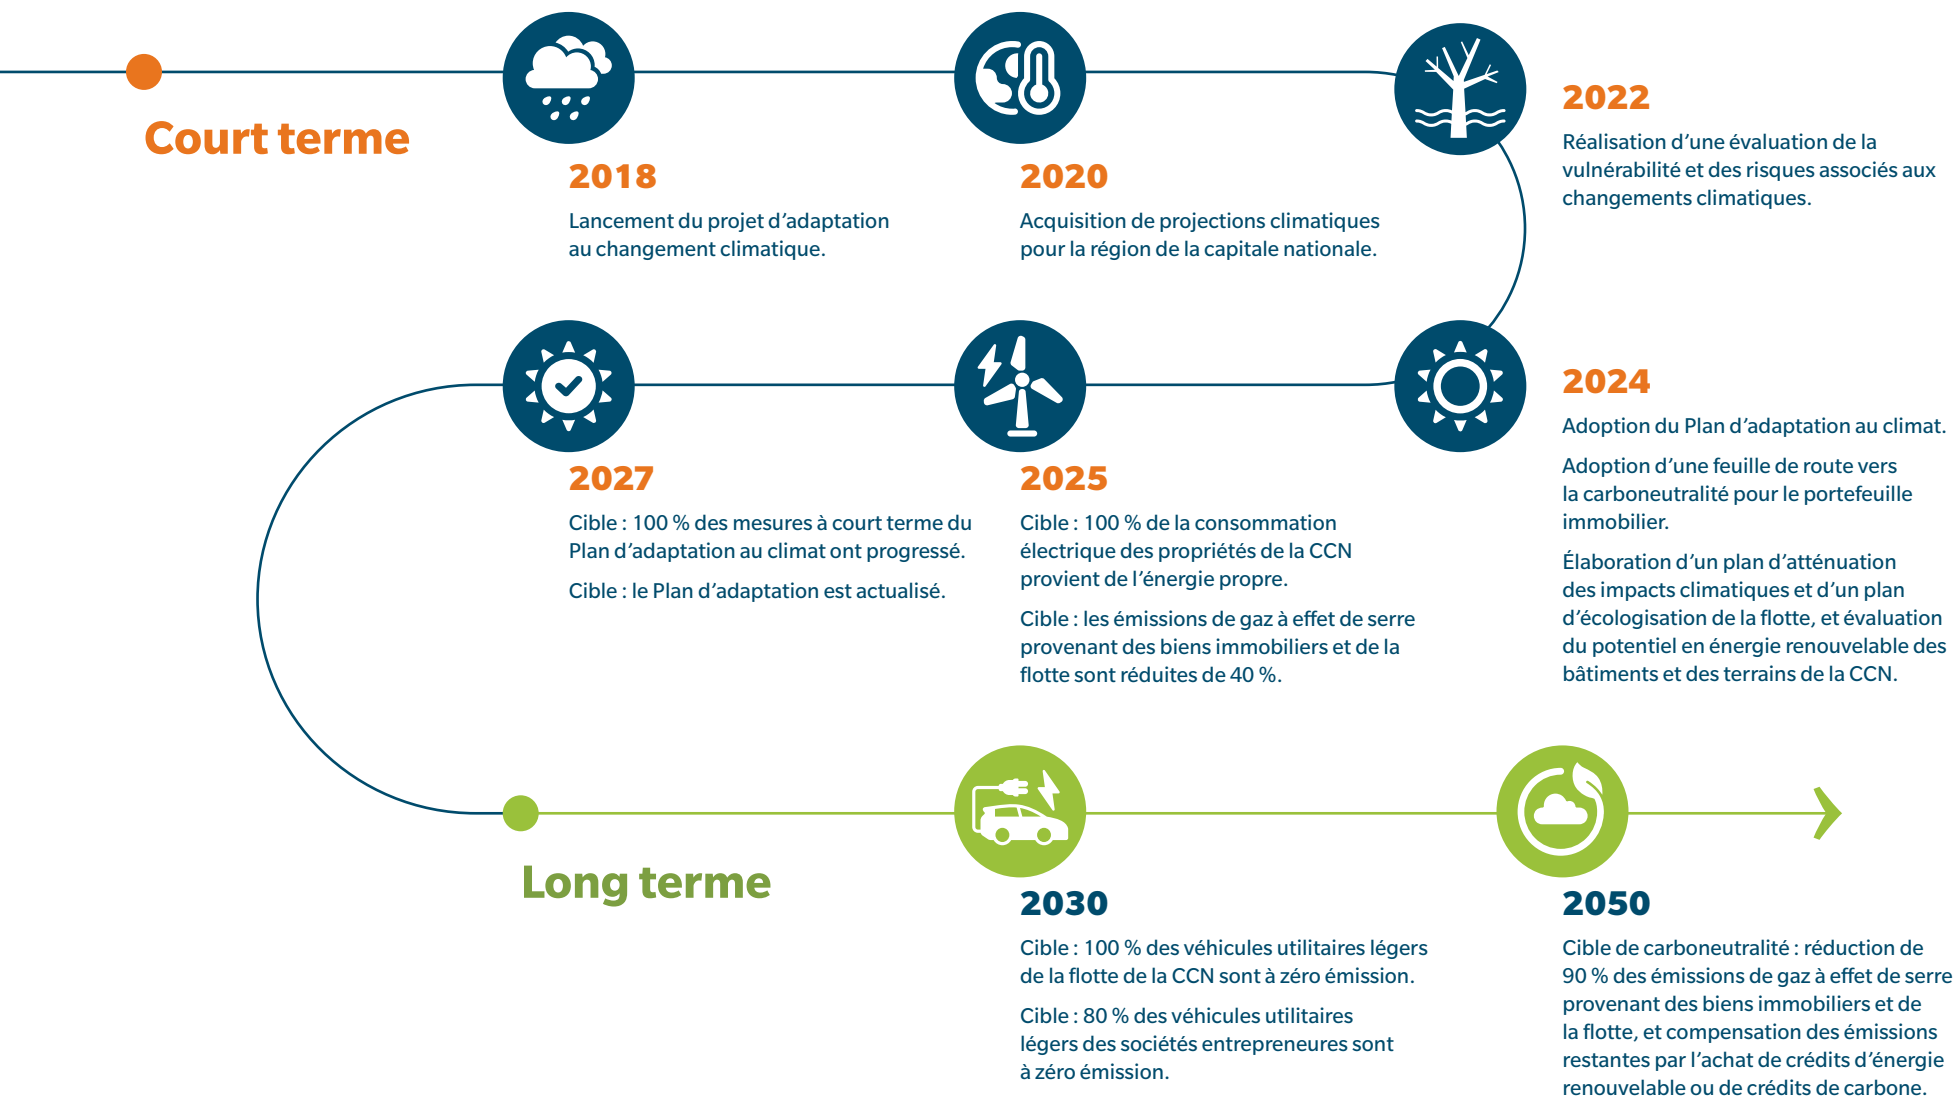 Court terme
2018
Lancement du projet d’adaptation
au changement climatique.
2020
Acquisition de projections climatiques
pour la région de la capitale nationale.
2022
Réalisation d’une évaluation de la
vulnérabilité et des risques associés aux
changements climatiques.
2024
Adoption du Plan d’adaptation au climat.
Adoption d’une feuille de route vers
la carboneutralité pour le portefeuille
immobilier.
Élaboration d’un plan d’atténuation
des impacts climatiques et d’un plan
d’écologisation de la flotte, et évaluation
du potentiel en énergie renouvelable des
bâtiments et des terrains de la CCN.
2025
Cible : 100 % de la consommation
électrique des propriétés de la CCN
provient de l’énergie propre.
Cible : les émissions de gaz à effet de serre
provenant des biens immobiliers et de la
flotte sont réduites de 40 %.
2027
Cible : 100 % des mesures à court terme du
Plan d’adaptation au climat ont progressé.
Cible : le Plan d’adaptation est actualisé.
Long terme
2030
Cible : 100 % des véhicules utilitaires légers
de la flotte de la CCN sont à zéro émission.
Cible : 80 % des véhicules utilitaires
légers des sociétés entrepreneures sont
à zéro émission.
2050
Cible de carboneutralité : réduction de
90 % des émissions de gaz à effet de serre
provenant des biens immobiliers et de
la flotte, et compensation des émissions
restantes par l’achat de crédits d’énergie
renouvelable ou de crédits de carbone.